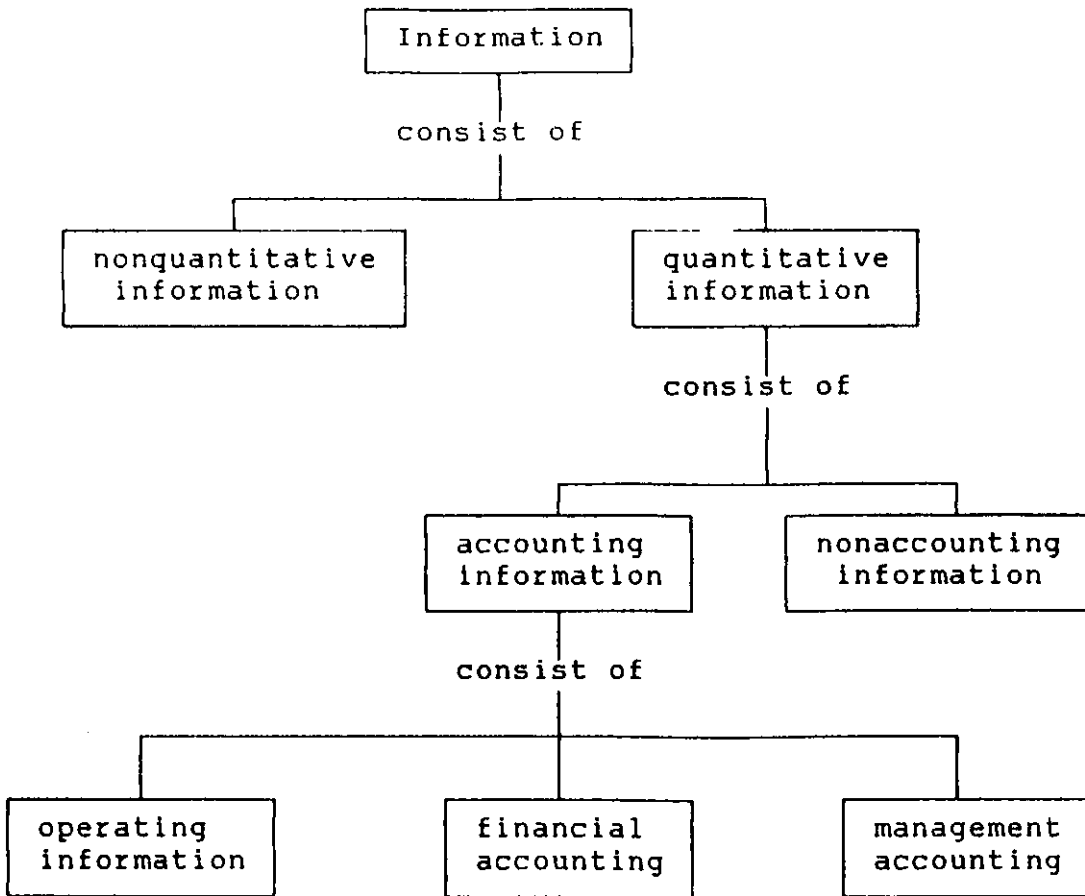 Information
consist of
nonquantitative
information
quantitative
information
consist of
accounting
information
nonaccounting
information
consist of
operating
information
financial
accounting
management
accounting